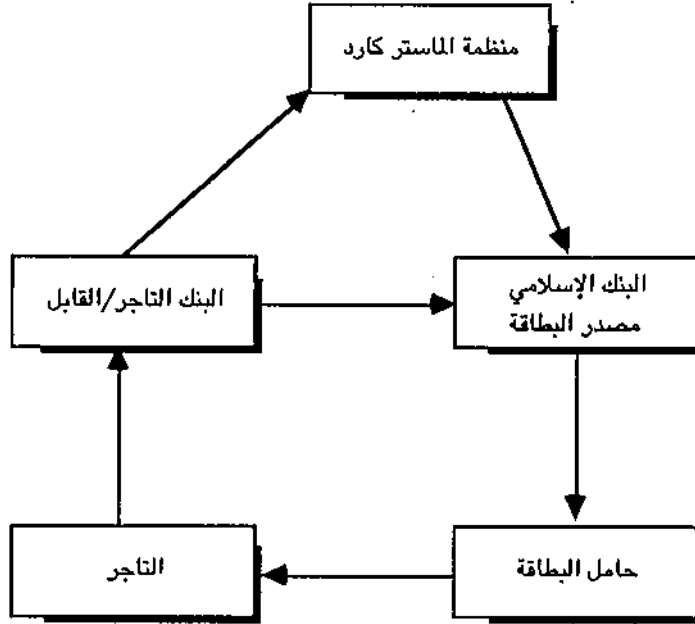 منظمة الماستر كارد
البنك الإسلامي
مصدر البطاقة
البنك التاجر/القابل
حامل البطاقة
التاجر